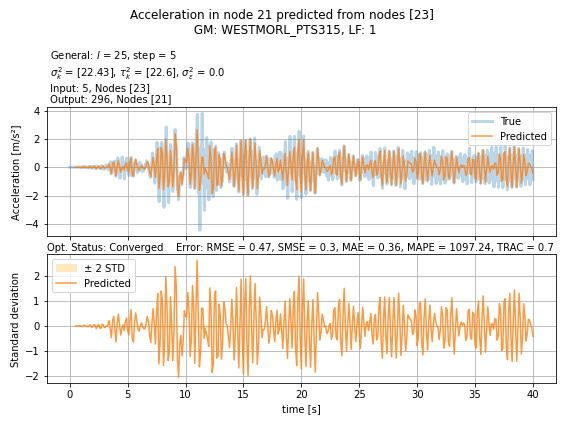 Acceleration in node 21 predicted from nodes [23]
GM: WESTMORL_PTS315, LF: 1
General: l = 25, step = 5
σ²ₖ = [22.43], τ²ₖ = [22.6], σ²ε = 0.0
Input: 5, Nodes [23]
Output: 296, Nodes [21]
4
2
0
−2
−4
Acceleration [m/s²]
True
Predicted
Opt. Status: Converged Error: RMSE = 0.47, SMSE = 0.3, MAE = 0.36, MAPE = 1097.24, TRAC = 0.7
2
1
0
−1
−2
Standard deviation
± 2 STD
Predicted
0 5 10 15 20 25 30 35 40
time [s]